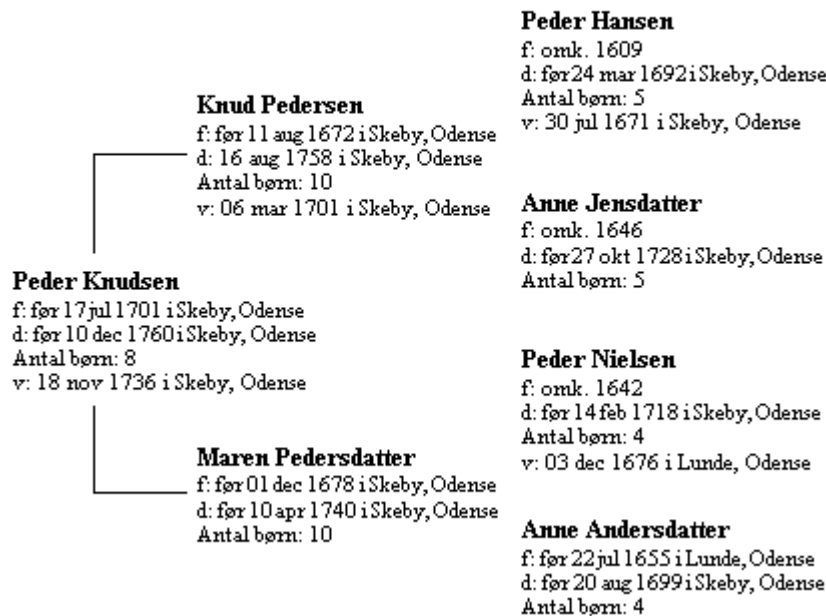 Peder Hansen
f: omk. 1609
d: før 24 mar 1692 i Skeby, Odense
Antal børn: 5
v: 30 jul 1671 i Skeby, Odense
Knud Pedersen
f: før 11 aug 1672 i Skeby, Odense
d: 16 aug 1758 i Skeby, Odense
Antal børn: 10
v: 06 mar 1701 i Skeby, Odense
Anne Jensdatter
f: omk. 1646
d: før 27 okt 1728 i Skeby, Odense
Antal børn: 5
Peder Knudsen
f: før 17 jul 1701 i Skeby, Odense
d: før 10 dec 1760 i Skeby, Odense
Antal børn: 8
v: 18 nov 1736 i Skeby, Odense
Peder Nielsen
f: omk. 1642
d: før 14 feb 1718 i Skeby, Odense
Antal børn: 4
v: 03 dec 1676 i Lunde, Odense
Maren Pedersdatter
f: før 01 dec 1678 i Skeby, Odense
d: før 10 apr 1740 i Skeby, Odense
Antal børn: 10
Anne Andersdatter
f: før 22 jul 1655 i Lunde, Odense
d: før 20 aug 1699 i Skeby, Odense
Antal børn: 4